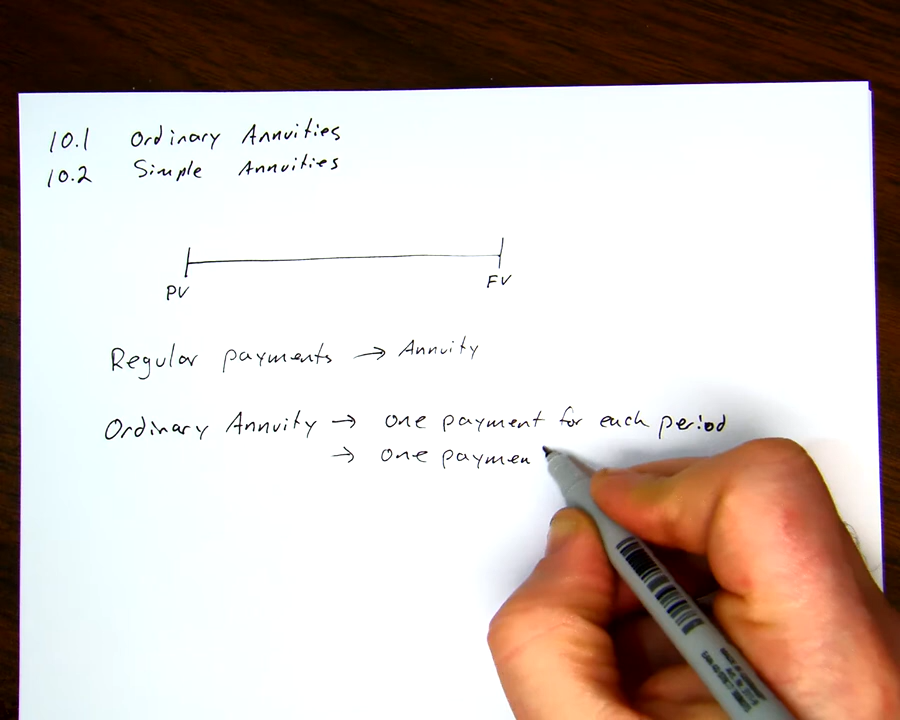 10.1 Ordinary Annuities
10.2 Simple Annuities
PV
FV
Regular payments → Annuity
Ordinary Annuity → one payment for each period
→ one paymen